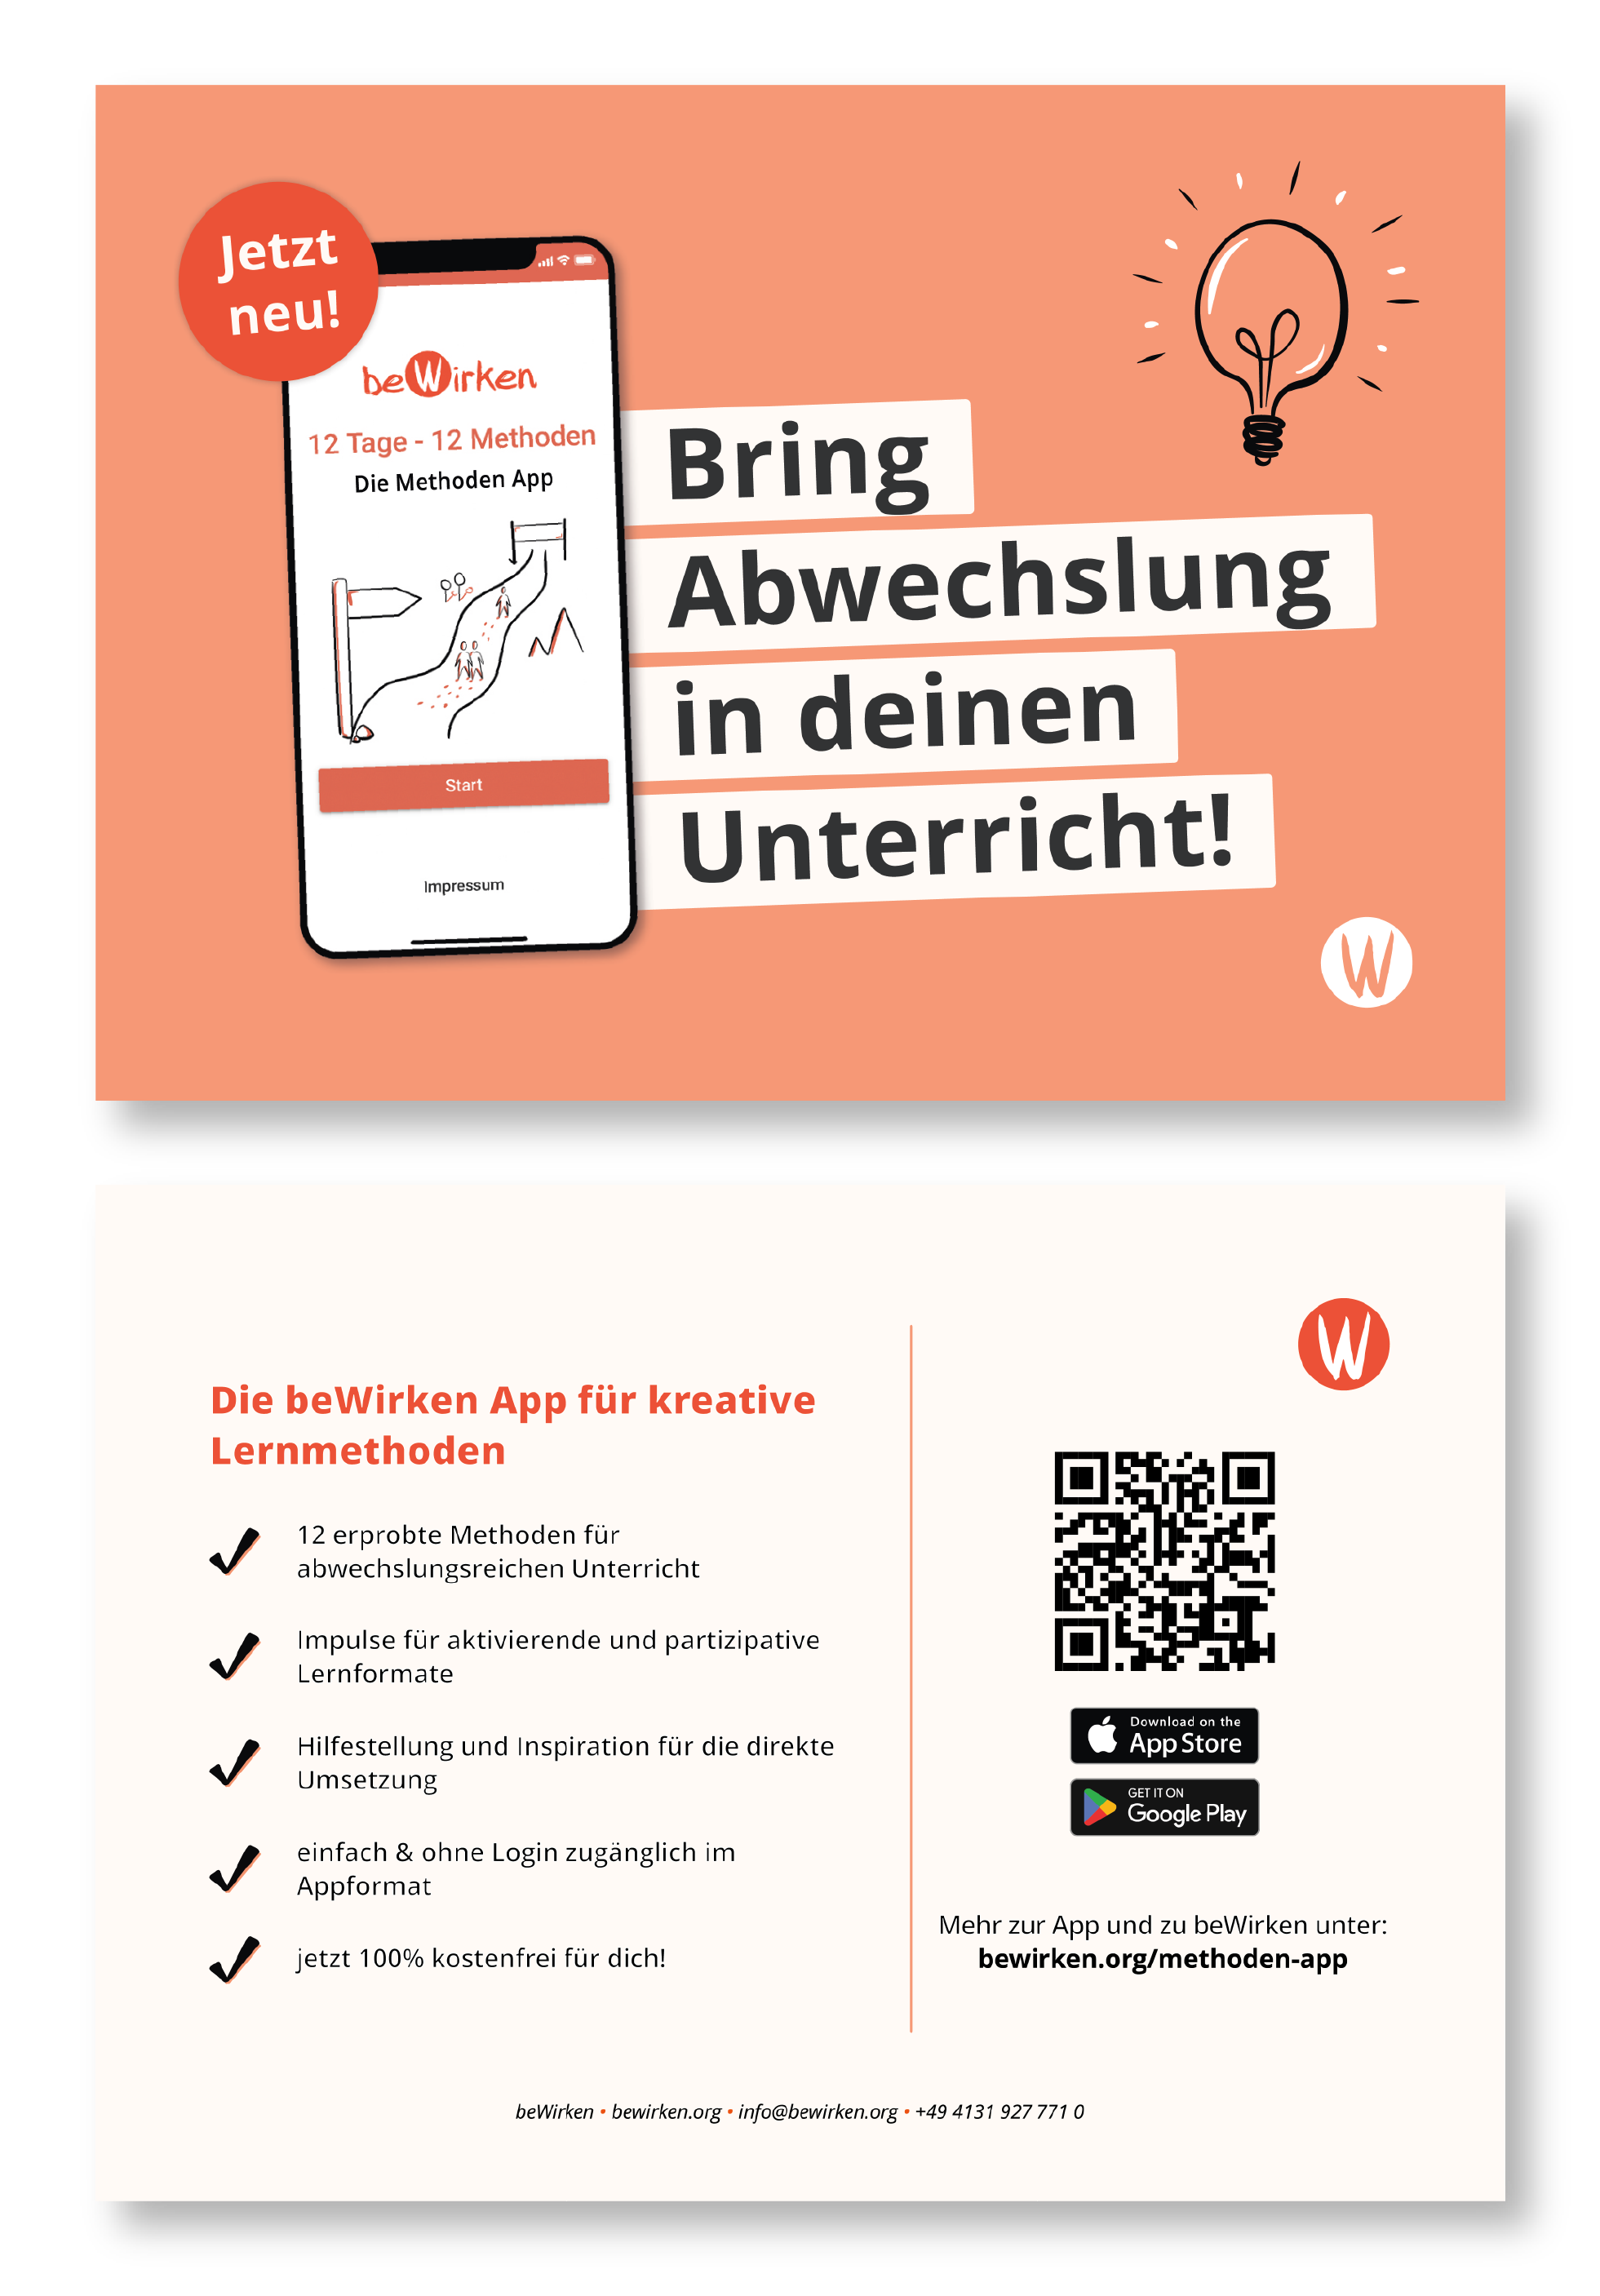 Jetzt
neu!
beWirken
12 Tage - 12 Methoden
Die Methoden App
Start
Impressum
Bring
Abwechslung
in deinen
Unterricht!
W
W
Die beWirken App für kreative
Lernmethoden
12 erprobte Methoden für
abwechslungsreichen Unterricht
Impulse für aktivierende und partizipative
Lernformate
Hilfestellung und Inspiration für die direkte
Umsetzung
einfach & ohne Login zugänglich im
Appformat
jetzt 100% kostenfrei für dich!
Download on the
App Store
GET IT ON
Google Play
Mehr zur App und zu beWirken unter:
bewirken.org/methoden-app
beWirken • bewirken.org • info@bewirken.org • +49 4131 927 771 0